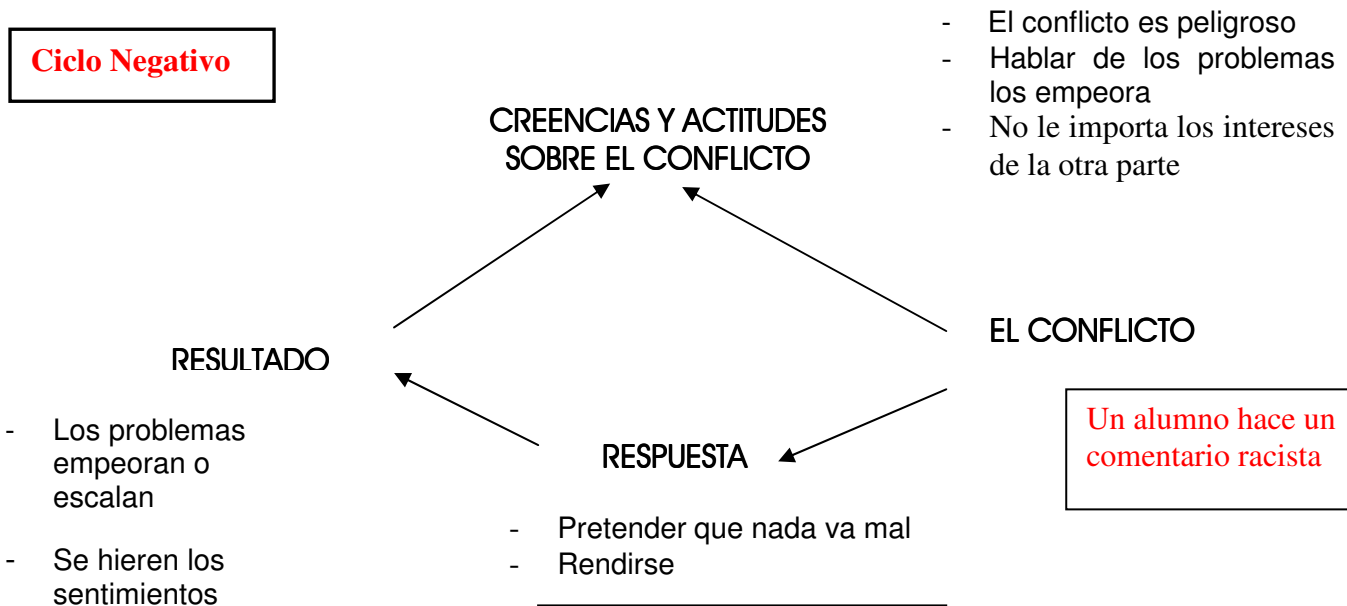 Ciclo Negativo
- El conflicto es peligroso
- Hablar de los problemas
los empeora
- No le importa los intereses
de la otra parte
CREENCIAS Y ACTITUDES
SOBRE EL CONFLICTO
EL CONFLICTO
Un alumno hace un
comentario racista
RESPUESTA
- Pretender que nada va mal
- Rendirse
RESULTADO
- Los problemas
empeoran o
escalan
- Se hieren los
sentimientos